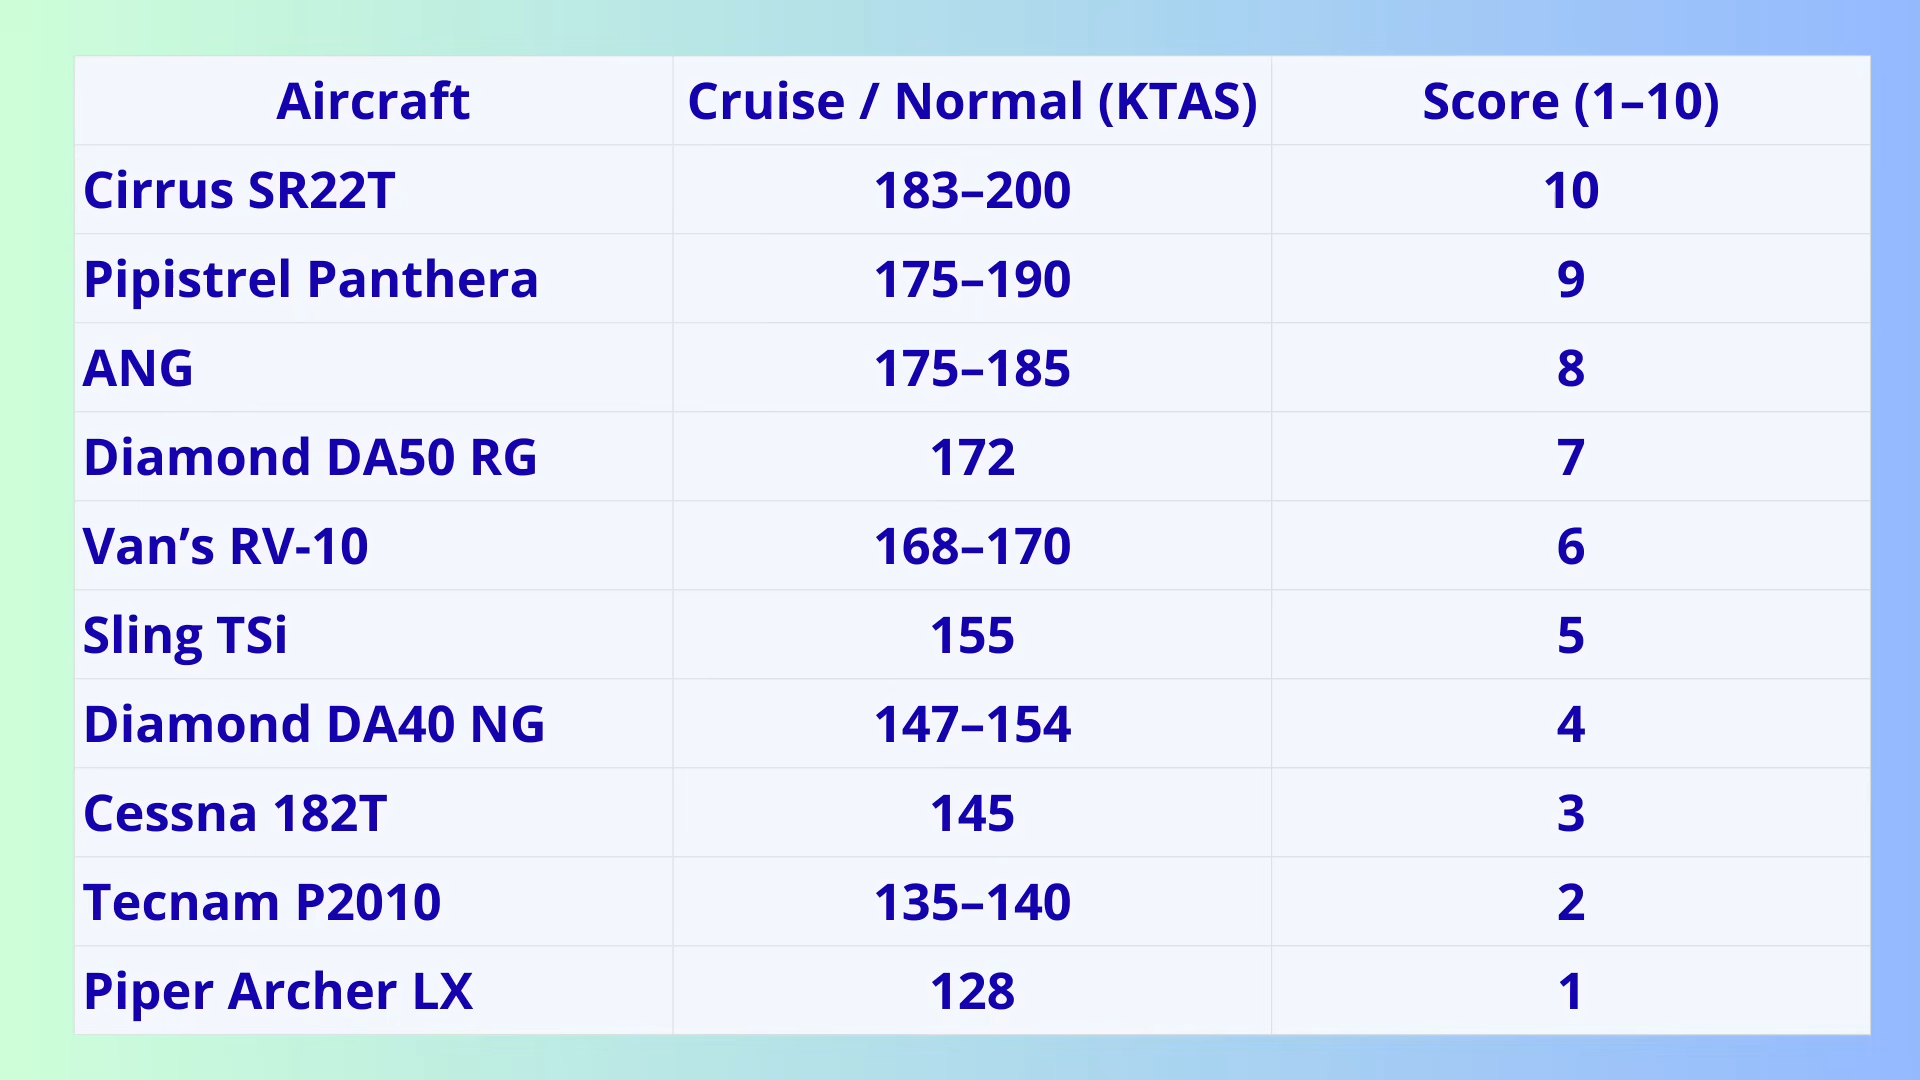 Aircraft Cruise / Normal (KTAS) Score (1–10)
Cirrus SR22T 183–200 10
Pipistrel Panthera 175–190 9
ANG 175–185 8
Diamond DA50 RG 172 7
Van’s RV-10 168–170 6
Sling TSi 155 5
Diamond DA40 NG 147–154 4
Cessna 182T 145 3
Tecnam P2010 135–140 2
Piper Archer LX 128 1